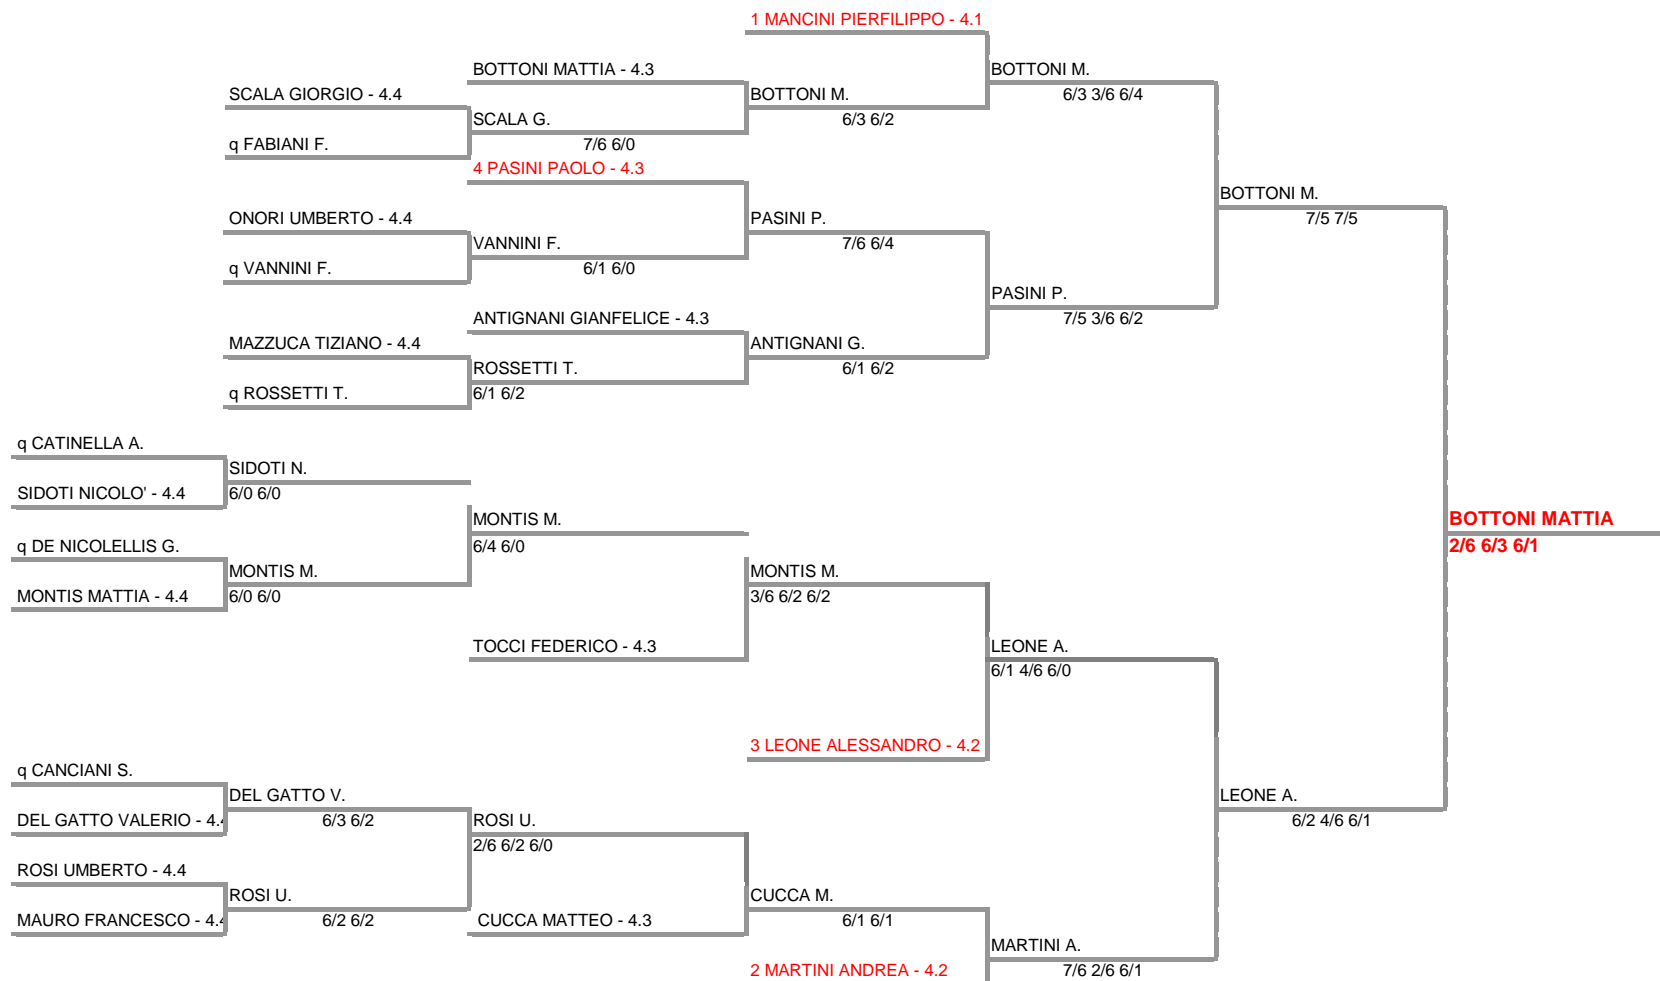 1 MANCINI PIERFILIPPO - 4.1
BOTTONI MATTIA - 4.3
BOTTONI M.
SCALA GIORGIO - 4.4
BOTTONI M.
6/3 3/6 6/4
SCALA G.
6/3 6/2
q FABIANI F.
7/6 6/0
4 PASINI PAOLO - 4.3
BOTTONI M.
ONORI UMBERTO - 4.4
PASINI P.
7/5 7/5
VANNINI F.
7/6 6/4
q VANNINI F.
6/1 6/0
PASINI P.
ANTIGNANI GIANFELICE - 4.3
7/5 3/6 6/2
MAZZUCA TIZIANO - 4.4
ANTIGNANI G.
ROSSETTI T.
6/1 6/2
q ROSSETTI T.
6/1 6/2
q CATINELLA A.
SIDOTI N.
SIDOTI NICOLO' - 4.4
6/0 6/0
MONTIS M.
BOTTONI MATTIA
q DE NICOLELLIS G.
6/4 6/0
2/6 6/3 6/1
MONTIS M.
MONTIS M.
MONTIS MATTIA - 4.4
6/0 6/0
3/6 6/2 6/2
TOCCI FEDERICO - 4.3
LEONE A.
6/1 4/6 6/0
3 LEONE ALESSANDRO - 4.2
q CANCIANI S.
DEL GATTO V.
LEONE A.
DEL GATTO VALERIO - 4.4
6/3 6/2
ROSI U.
6/2 4/6 6/1
2/6 6/2 6/0
ROSI UMBERTO - 4.4
ROSI U.
CUCCA M.
MAURO FRANCESCO - 4.4
6/2 6/2
CUCCA MATTEO - 4.3
6/1 6/1
MARTINI A.
2 MARTINI ANDREA - 4.2
7/6 2/6 6/1